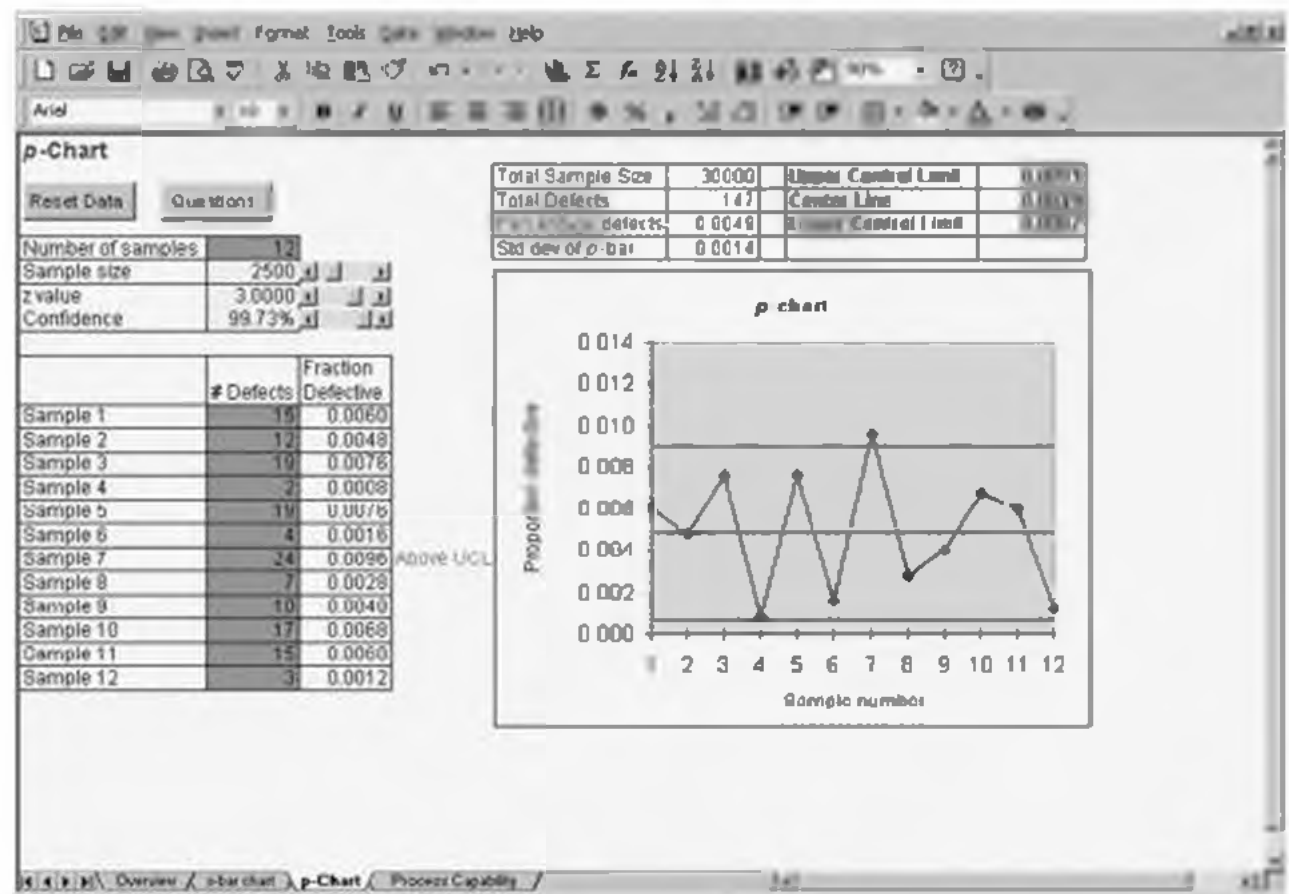 File Format Tools Help
Arial
p-Chart
Reset Data Questions
Number of samples 12
Sample size 2500
z value 3.0000
Confidence 99.73%
Total Sample Size 30000 Upper Control Limit
Total Defects 147 Center Line
defects 0.0049 Control Limit
Std dev of p-bar 0.0014
# Defects Fraction Defective
Sample 1 15 0.0060
Sample 2 12 0.0048
Sample 3 19 0.0076
Sample 4 2 0.0008
Sample 5 19 0.0076
Sample 6 4 0.0016
Sample 7 24 0.0096 Above UCL
Sample 8 7 0.0028
Sample 9 10 0.0040
Sample 10 17 0.0068
Sample 11 15 0.0060
Sample 12 3 0.0012
p-chart
Proportion defective
0.014
0.012
0.010
0.008
0.006
0.004
0.002
0.000
1 2 3 4 5 6 7 8 9 10 11 12
Sample number
Overview x-bar chart p-Chart Process Capability